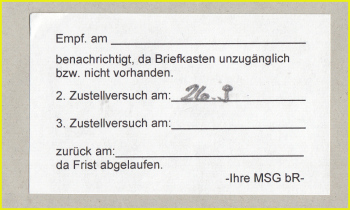 Empf. am
benachrichtigt, da Briefkasten unzugänglich
bzw. nicht vorhanden.
2. Zustellversuch am: 26.
3. Zustellversuch am:
zurück am:
da Frist abgelaufen.
-Ihre MSG bR-